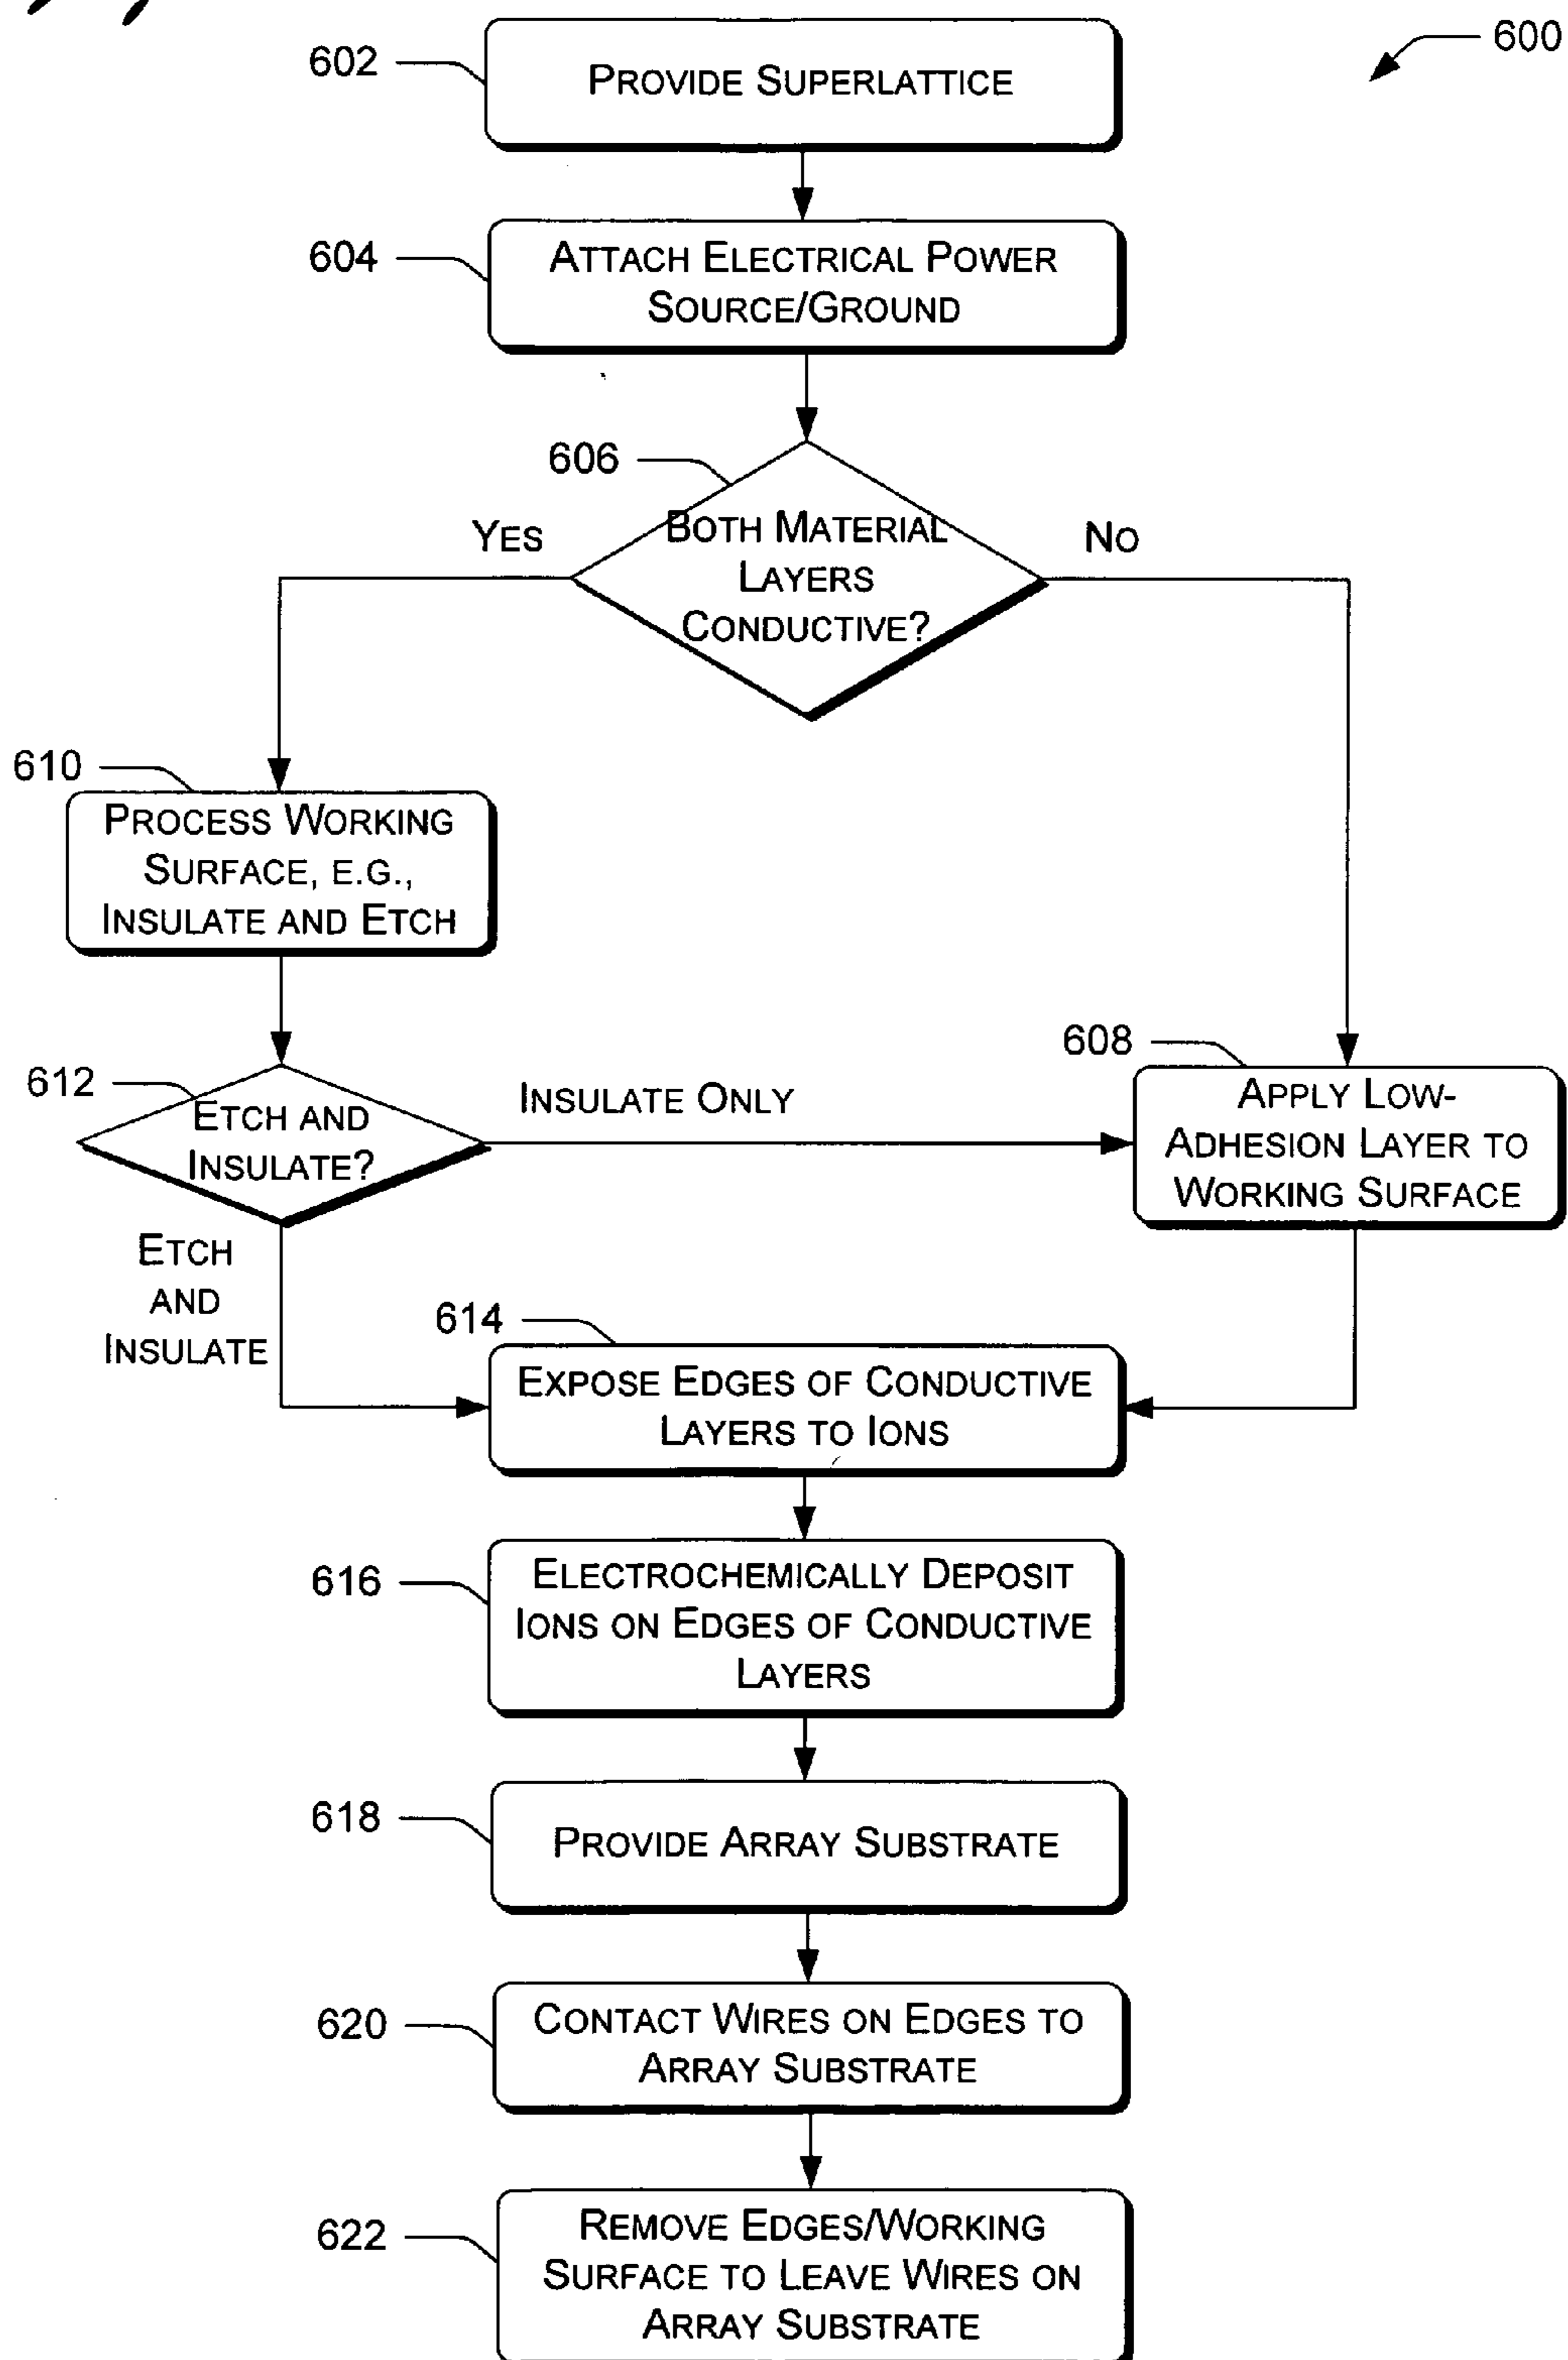 600
602
PROVIDE SUPERLATTICE
604
ATTACH ELECTRICAL POWER
SOURCE/GROUND
606
YES
BOTH MATERIAL
LAYERS
CONDUCTIVE?
NO
610
PROCESS WORKING
SURFACE, E.G.,
INSULATE AND ETCH
612
ETCH AND
INSULATE?
INSULATE ONLY
608
APPLY LOW-
ADHESION LAYER TO
WORKING SURFACE
ETCH
AND
INSULATE
614
EXPOSE EDGES OF CONDUCTIVE
LAYERS TO IONS
616
ELECTROCHEMICALLY DEPOSIT
IONS ON EDGES OF CONDUCTIVE
LAYERS
618
PROVIDE ARRAY SUBSTRATE
620
CONTACT WIRES ON EDGES TO
ARRAY SUBSTRATE
622
REMOVE EDGES/WORKING
SURFACE TO LEAVE WIRES ON
ARRAY SUBSTRATE